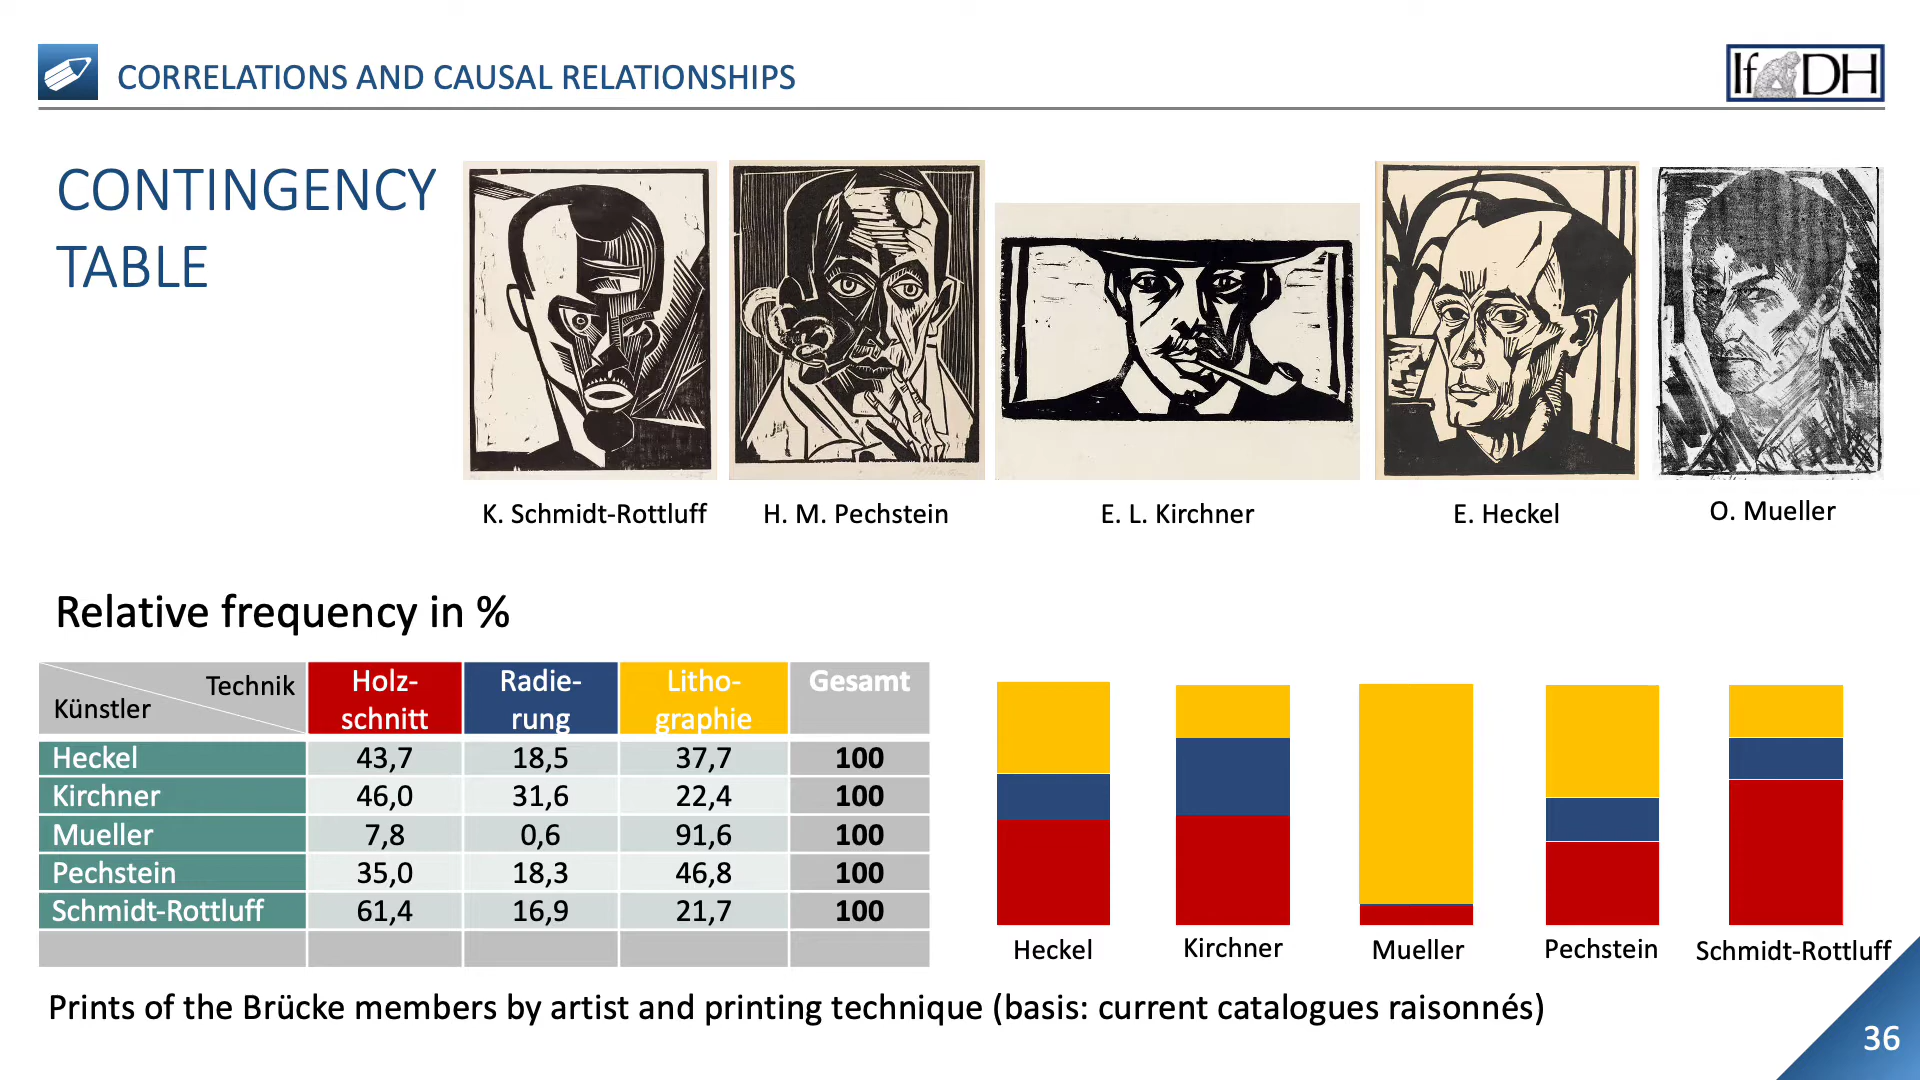 CORRELATIONS AND CAUSAL RELATIONSHIPS
IfDH
CONTINGENCY
TABLE
K. Schmidt-Rottluff
H. M. Pechstein
E. L. Kirchner
E. Heckel
O. Mueller
Relative frequency in %
Technik
Künstler
Holz-
schnitt
Radie-
rung
Litho-
graphie
Gesamt
Heckel 43,7 18,5 37,7 100
Kirchner 46,0 31,6 22,4 100
Mueller 7,8 0,6 91,6 100
Pechstein 35,0 18,3 46,8 100
Schmidt-Rottluff 61,4 16,9 21,7 100
Heckel
Kirchner
Mueller
Pechstein
Schmidt-Rottluff
Prints of the Brücke members by artist and printing technique (basis: current catalogues raisonnés)
36